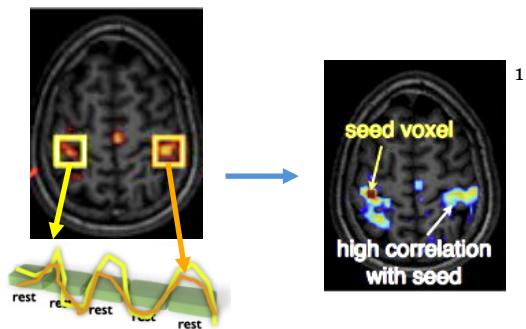 1
seed voxel
high correlation
with seed
rest
rest
rest
rest
rest